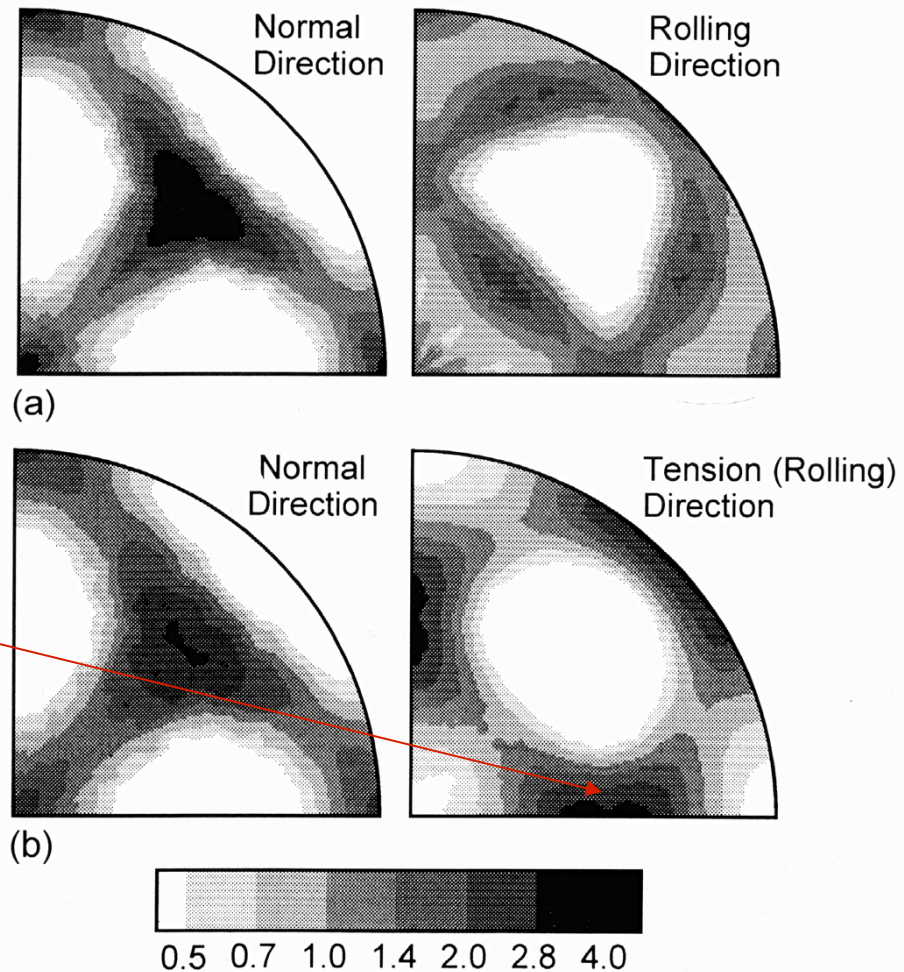 Normal
Direction
Rolling
Direction
(a)
Normal
Direction
Tension (Rolling)
Direction
(b)
0.5 0.7 1.0 1.4 2.0 2.8 4.0